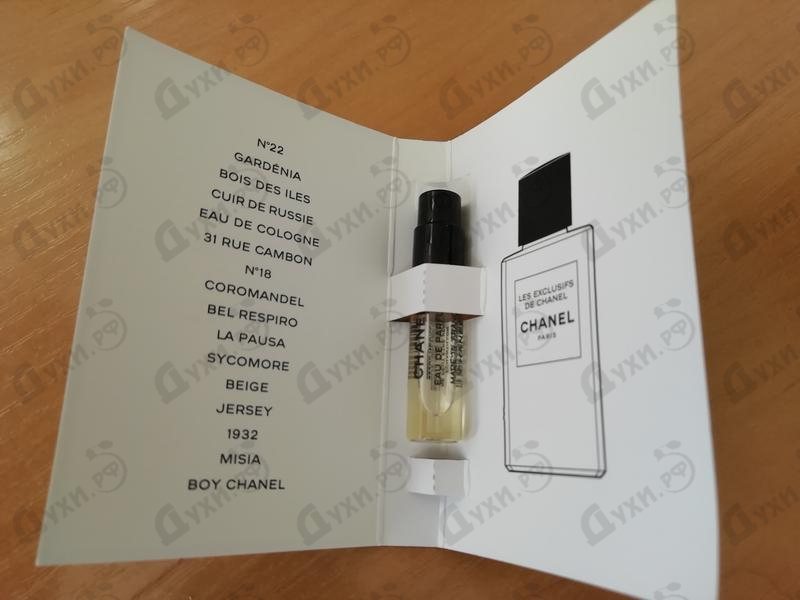 N°22
GARDÉNIA
BOIS DES ILES
CUIR DE RUSSIE
EAU DE COLOGNE
31 RUE CAMBON
N°18
COROMANDEL
BEL RESPIRO
LA PAUSA
SYCOMORE
BEIGE
JERSEY
1932
MISIA
BOY CHANEL
CHANEL
EAU DE PARFUM
LES EXCLUSIFS
DE CHANEL
CHANEL
PARIS
Духи.РФ